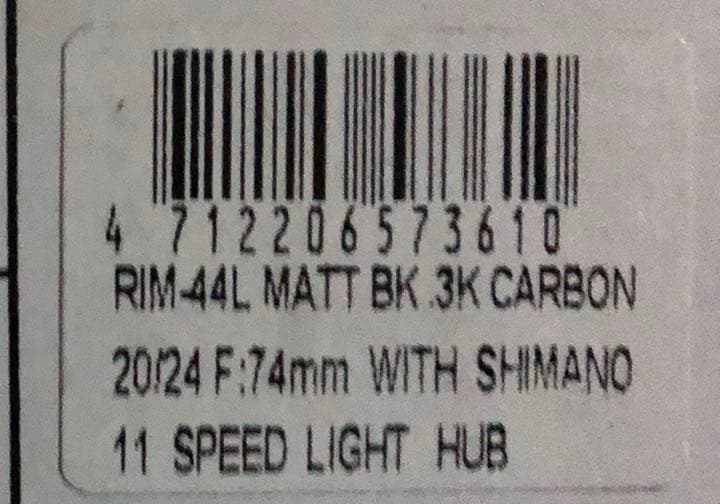 4 712206 573610
RIM-44L MATT BK .3K CARBON
20/24 F:74mm WITH SHIMANO
11 SPEED LIGHT HUB